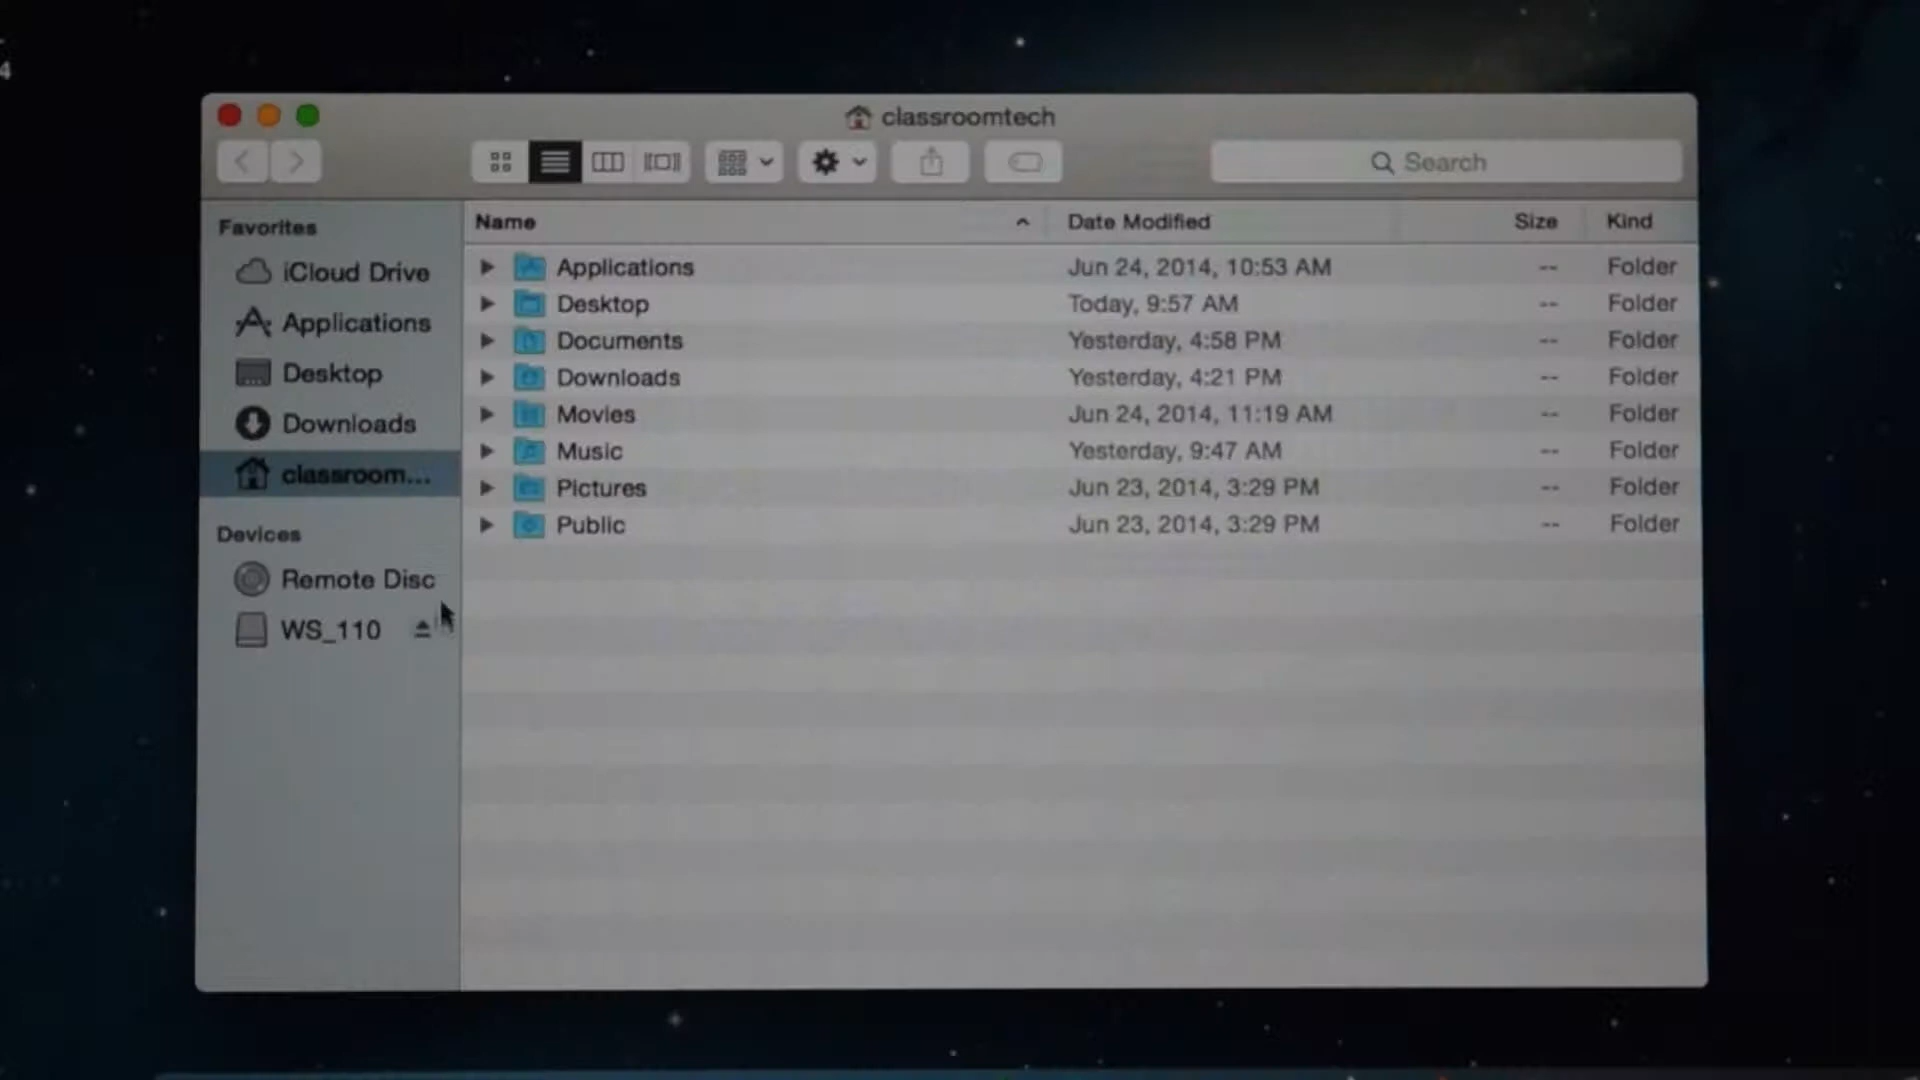 4
classroomtech
Search
Favorites
iCloud Drive
Applications
Desktop
Downloads
classroom...
Devices
Remote Disc
WS_110
Name Date Modified Size Kind
Applications Jun 24, 2014, 10:53 AM -- Folder
Desktop Today, 9:57 AM -- Folder
Documents Yesterday, 4:58 PM -- Folder
Downloads Yesterday, 4:21 PM -- Folder
Movies Jun 24, 2014, 11:19 AM -- Folder
Music Yesterday, 9:47 AM -- Folder
Pictures Jun 23, 2014, 3:29 PM -- Folder
Public Jun 23, 2014, 3:29 PM -- Folder